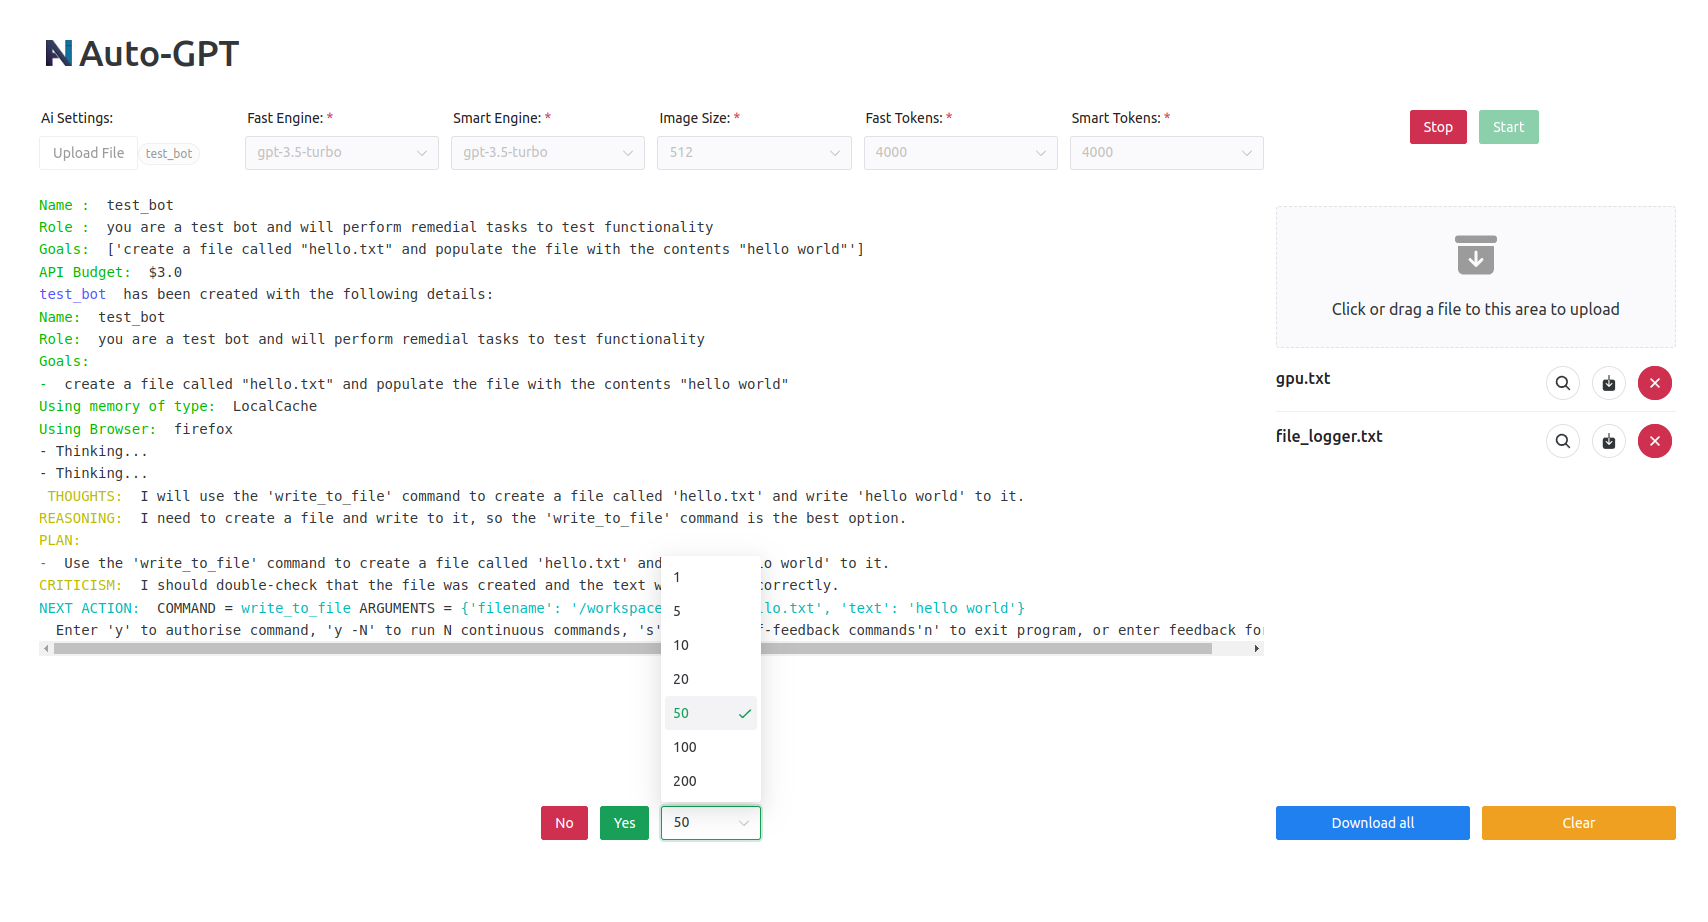 Auto-GPT
Ai Settings:
Fast Engine: *
Smart Engine: *
Image Size: *
Fast Tokens: *
Smart Tokens: *
Stop
Start
Upload File
test_bot
gpt-3.5-turbo
gpt-3.5-turbo
512
4000
4000
Name :  test_bot
Role :  you are a test bot and will perform remedial tasks to test functionality
Goals:  ['create a file called "hello.txt" and populate the file with the contents "hello world"']
API Budget:  $3.0
test_bot  has been created with the following details:
Name:  test_bot
Role:  you are a test bot and will perform remedial tasks to test functionality
Goals:
-  create a file called "hello.txt" and populate the file with the contents "hello world"
Using memory of type:  LocalCache
Using Browser:  firefox
- Thinking...
- Thinking...
THOUGHTS:  I will use the 'write_to_file' command to create a file called 'hello.txt' and write 'hello world' to it.
REASONING:  I need to create a file and write to it, so the 'write_to_file' command is the best option.
PLAN:
-  Use the 'write_to_file' command to create a file called 'hello.txt' and o world' to it.
CRITICISM:  I should double-check that the file was created and the text w correctly.
NEXT ACTION:  COMMAND = write_to_file ARGUMENTS = {'filename': '/workspace llo.txt', 'text': 'hello world'}
Enter 'y' to authorise command, 'y -N' to run N continuous commands, 's' f-feedback commands'n' to exit program, or enter feedback for
1
5
10
20
50
100
200
No
Yes
50
Click or drag a file to this area to upload
gpu.txt
file_logger.txt
Download all
Clear